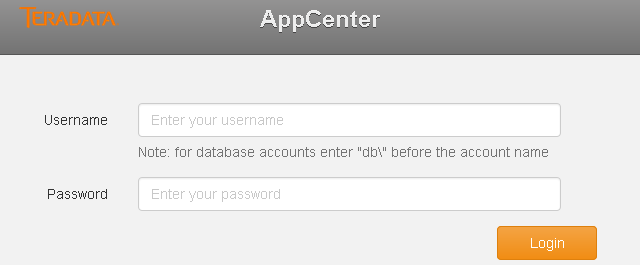 TERADATA
AppCenter
Username
Enter your username
Note: for database accounts enter "db\" before the account name
Password
Enter your password
Login